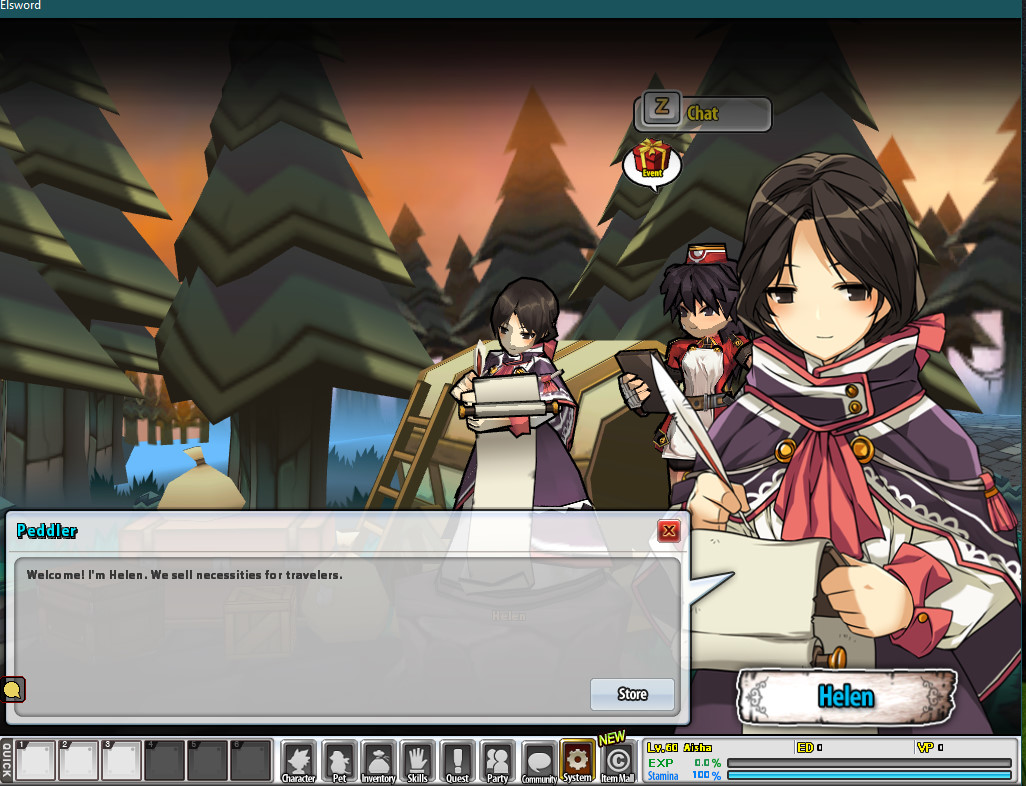 Elsword
Z Chat
Event
Peddler
Welcome! I'm Helen. We sell necessities for travelers.
Helen
Store
Helen
QUICK
1 2 3 4 5 6
Character Pet Inventory Skills Quest Party Community System Item Mall
NEW
Lv.60 Aisha ED 0 VP 0
EXP 0.0%
Stamina 100%